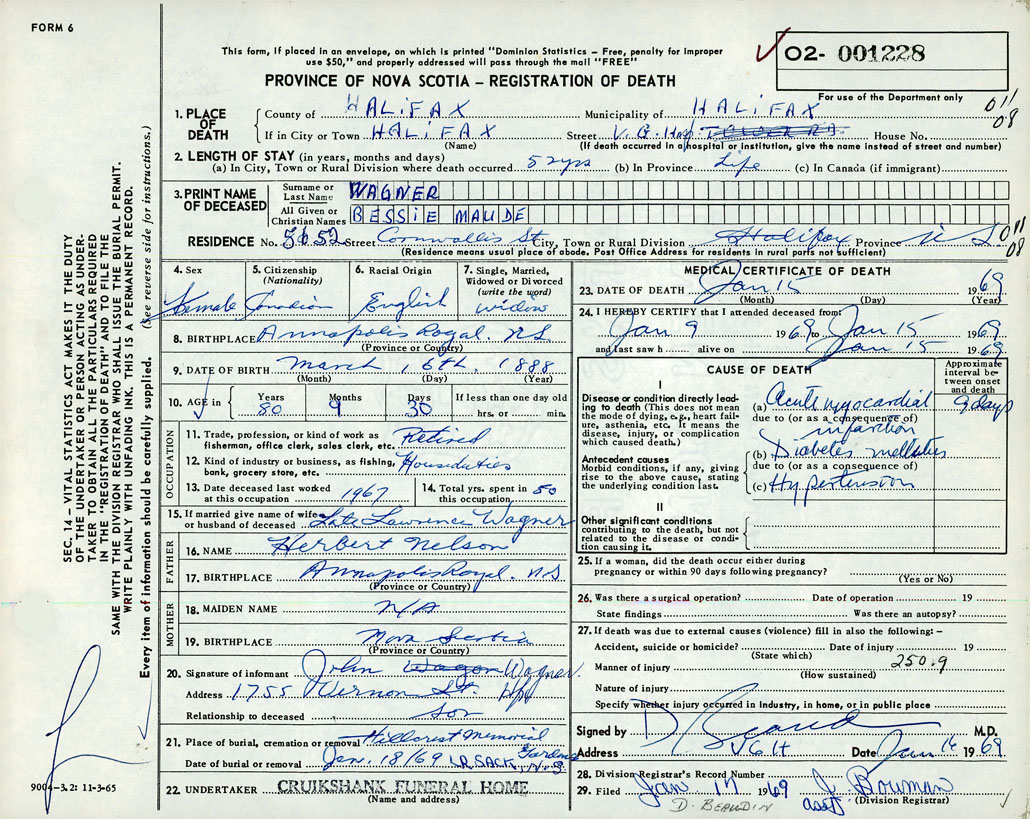 FORM 6
This form, if placed in an envelope, on which is printed "Dominion Statistics – Free, penalty for improper
use $50," and properly addressed will pass through the mail "FREE"
PROVINCE OF NOVA SCOTIA – REGISTRATION OF DEATH
O2- 001228
For use of the Department only
011
08
1. PLACE OF DEATH
County of HALIFAX Municipality of HALIFAX
If in City or Town HALIFAX Street V.G. Hosp. House No.
(Name) (If death occurred in a hospital or institution, give the name instead of street and number)
2. LENGTH OF STAY (in years, months and days)
(a) In City, Town or Rural Division where death occurred 52yrs (b) In Province Life (c) In Canada (if immigrant)
3. PRINT NAME OF DECEASED
Surname or Last Name WAGNER
All Given or Christian Names BESSIE MAUDE
RESIDENCE No. 5652 Street Cornwallis St City, Town or Rural Division Halifax Province N S
(Residence means usual place of abode. Post Office Address for residents in rural parts not sufficient)
011
08
4. Sex Female
5. Citizenship (Nationality) Canadian
6. Racial Origin English
7. Single, Married, Widowed or Divorced (write the word) widow
8. BIRTHPLACE Annapolis Royal. NS
(Province or Country)
9. DATE OF BIRTH March 16th, 1888
(Month) (Day) (Year)
10. AGE in Years 80 Months 9 Days 30 If less than one day old hrs. or min.
OCCUPATION
11. Trade, profession, or kind of work as fisherman, office clerk, sales clerk, etc. Retired
12. Kind of industry or business, as fishing, bank, grocery store, etc. Houseduties
13. Date deceased last worked at this occupation 1967
14. Total yrs. spent in this occupation 50
15. If married give name of wife or husband of deceased Late Lawrence Wagner
FATHER
16. NAME Herbert Nelson
17. BIRTHPLACE Annapolis Royal. NS
(Province or Country)
MOTHER
18. MAIDEN NAME N/A
19. BIRTHPLACE Nova Scotia
(Province or Country)
20. Signature of informant John Wagon Wagner.
Address 1755 Vernon St. Hfx
Relationship to deceased son
21. Place of burial, cremation or removal Hillcrest Memorial Gardens
Date of burial or removal Jan. 18/69 LR. SACK., N.S.
22. UNDERTAKER CRUIKSHANK FUNERAL HOME
(Name and address)
MEDICAL CERTIFICATE OF DEATH
23. DATE OF DEATH Jan 15 1969
(Month) (Day) (Year)
24. I HEREBY CERTIFY that I attended deceased from:
Jan 9 1969 to Jan 15 1969
and last saw h alive on Jan 15 1969
CAUSE OF DEATH
Approximate interval between onset and death
I
Disease or condition directly leading to death (This does not mean the mode of dying, e.g., heart failure, asthenia, etc. It means the disease, injury, or complication which caused death.)
(a) Acute myocardial infarction 9 days
due to (or as a consequence of)
Antecedent causes
Morbid conditions, if any, giving rise to the above cause, stating the underlying condition last.
(b) Diabetes mellitus
due to (or as a consequence of)
(c) Hypertension
II
Other significant conditions
contributing to the death, but not related to the disease or condition causing it.
25. If a woman, did the death occur either during
pregnancy or within 90 days following pregnancy?
(Yes or No)
26. Was there a surgical operation? Date of operation 19
State findings Was there an autopsy?
27. If death was due to external causes (violence) fill in also the following: –
Accident, suicide or homicide? Date of injury 19
(State which)
250.9
Manner of injury
(How sustained)
Nature of injury
Specify whether injury occurred in industry, in home, or in public place
Signed by M.D.
Address V G H Date Jan 16 1969
28. Division Registrar's Record Number
29. Filed Jan 17 1969 J. Bowman
D. BEAUDIN asst (Division Registrar)
SEC. 14 – VITAL STATISTICS ACT MAKES IT THE DUTY
OF THE UNDERTAKER OR PERSON ACTING AS UNDER-
TAKER TO OBTAIN ALL THE PARTICULARS REQUIRED
IN THE "REGISTRATION OF DEATH" AND TO FILE THE
SAME WITH THE DIVISION REGISTRAR WHO SHALL ISSUE THE BURIAL PERMIT.
WRITE PLAINLY WITH UNFADING INK. THIS IS A PERMANENT RECORD.
Every item of information should be carefully supplied. (See reverse side for instructions.)
9004-3.2: 11-3-65